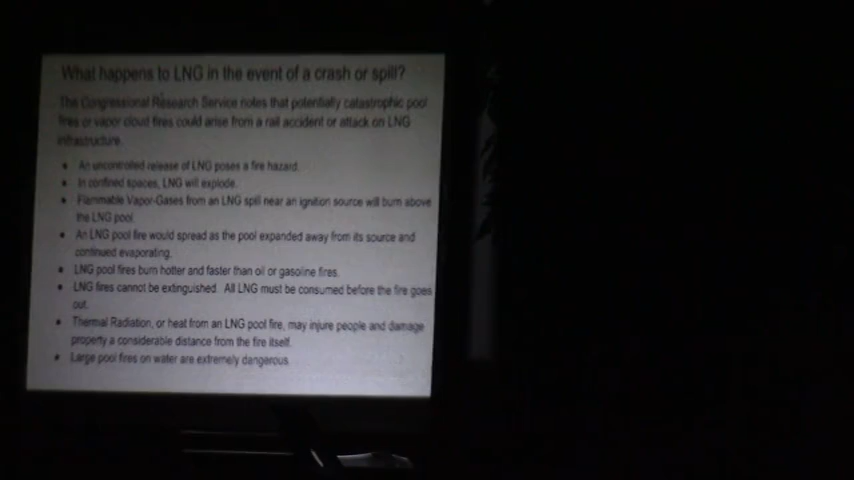 What happens to LNG in the event of a crash or spill?
The Congressional Research Service notes that potentially catastrophic pool
fires or vapor cloud fires could arise from a rail accident or attack on LNG
infrastructure.
• An uncontrolled release of LNG poses a fire hazard.
• In confined spaces, LNG will explode.
• Flammable Vapor-Gases from an LNG spill near an ignition source will burn above
the LNG pool.
• An LNG pool fire would spread as the pool expanded away from its source and
continued evaporating.
• LNG pool fires burn hotter and faster than oil or gasoline fires.
• LNG fires cannot be extinguished. All LNG must be consumed before the fire goes
out.
• Thermal Radiation, or heat from an LNG pool fire, may injure people and damage
property a considerable distance from the fire itself.
• Large pool fires on water are extremely dangerous.